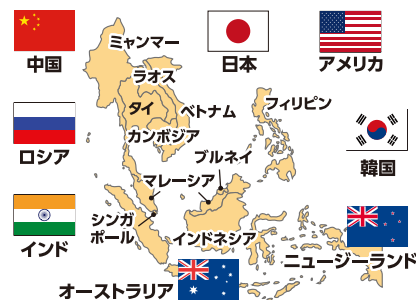 ミャンマー
中国
日本
アメリカ
ラオス
タイ
ベトナム
フィリピン
カンボジア
ロシア
ブルネイ
韓国
マレーシア
シンガ
ポール
インド
インドネシア
ニュージーランド
オーストラリア